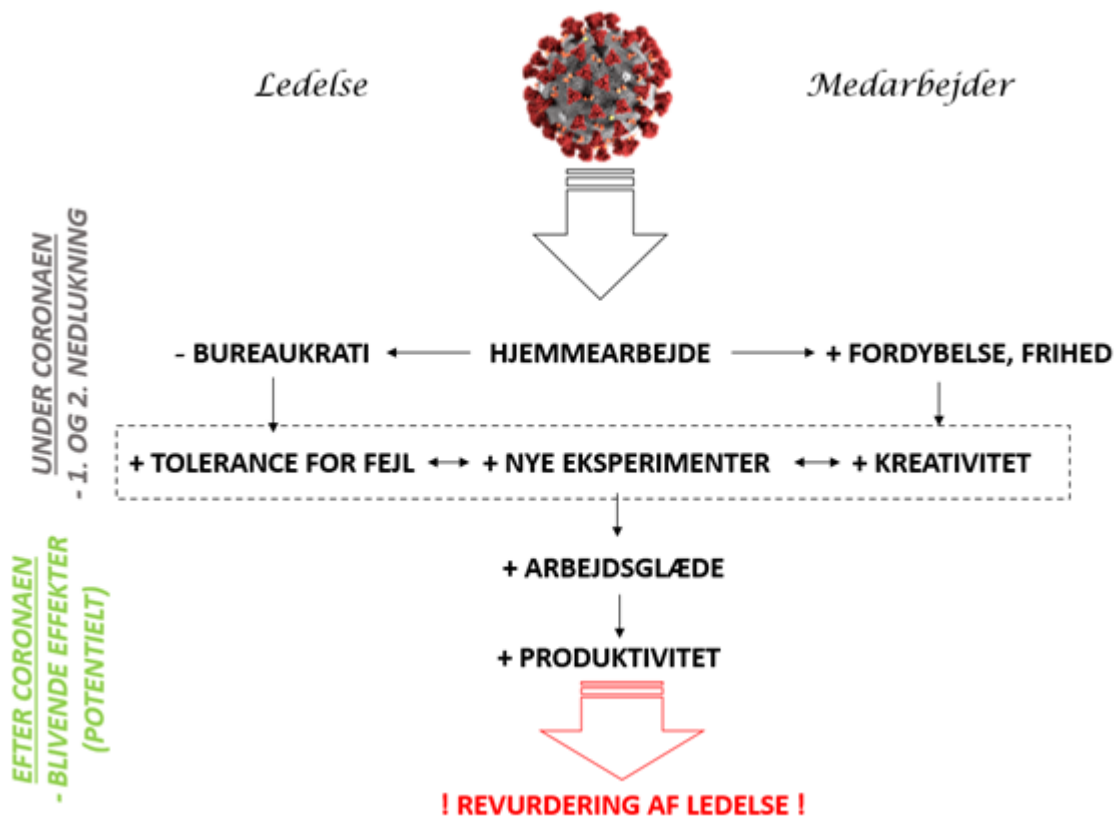 Ledelse
Medarbejder
UNDER CORONAEN
- 1. OG 2. NEDLUKNING
- BUREAUKRATI
HJEMMEARBEJDE
+ FORDYBELSE, FRIHED
+ TOLERANCE FOR FEJL
+ NYE EKSPERIMENTER
+ KREATIVITET
EFTER CORONAEN
- BLIVENDE EFFEKTER
(POTENTIELT)
+ ARBEJDSGLÆDE
+ PRODUKTIVITET
! REVURDERING AF LEDELSE !